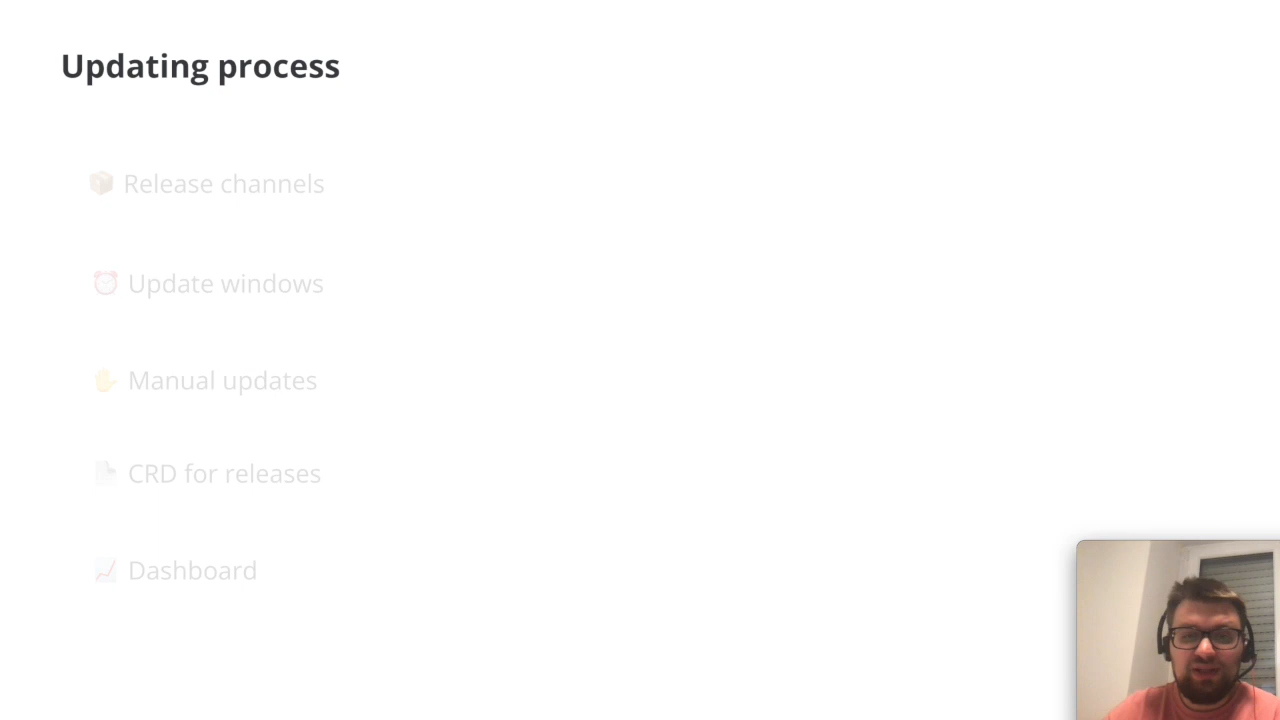 Updating process
📦 Release channels
⏰ Update windows
✋ Manual updates
📄 CRD for releases
📈 Dashboard